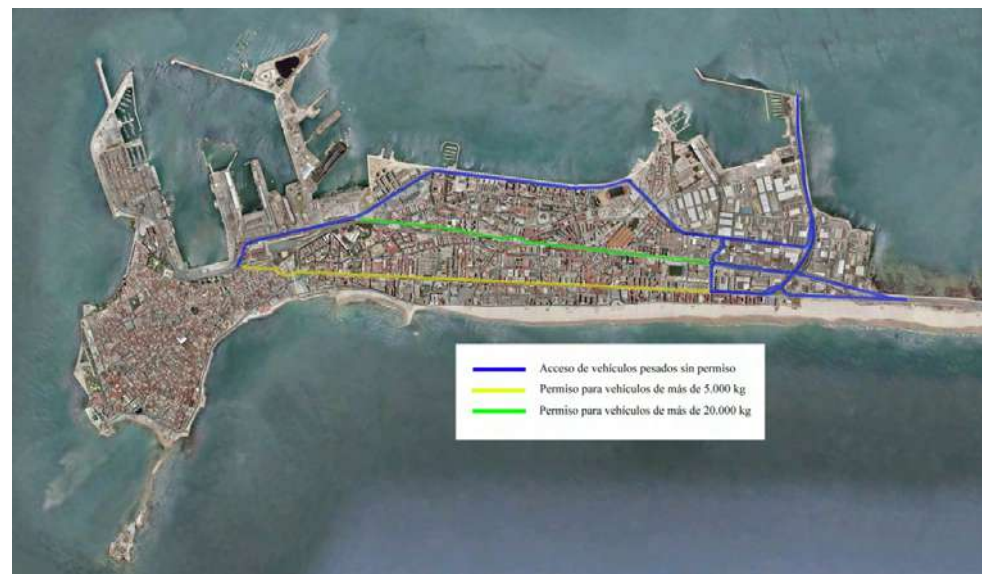 Acceso de vehículos pesados sin permiso
Permiso para vehículos de más de 5.000 kg
Permiso para vehículos de más de 20.000 kg